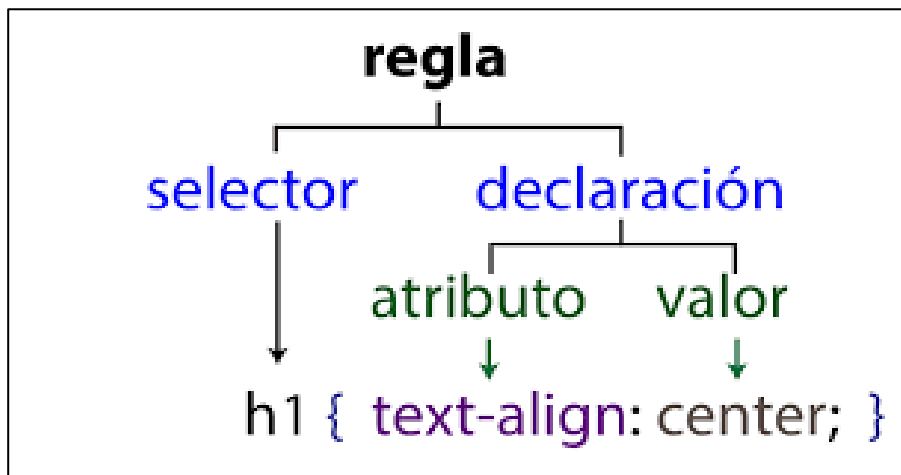 regla
selector declaración
atributo valor
h1 { text-align: center; }